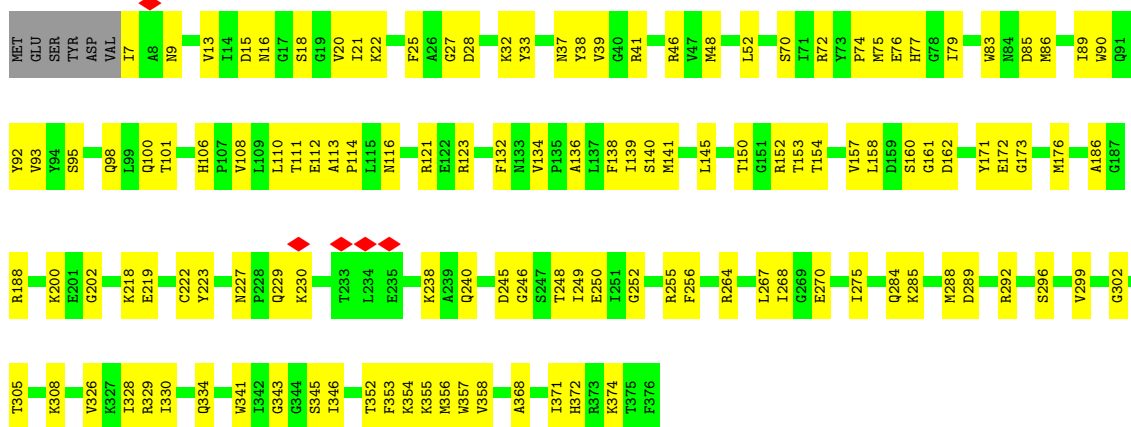 MET GLU SER TYR ASP VAL I7 A8 N9 V13 I14 D15 N16 G17 S18 G19 V20 I21 K22 F25 A26 G27 D28 K32 Y33 N37 Y38 V39 G40 R41 R46 V47 M48 L52 S70 I71 R72 Y73 P74 M75 E76 H77 G78 I79 W83 N84 D85 M86 I89 W90 Q91
Y92 V93 Y94 S95 Q98 L99 Q100 T101 H106 P107 V108 L109 L110 T111 E112 A113 P114 L115 N116 R121 E122 R123 F132 N133 V134 P135 A136 L137 F138 I139 S140 M141 L145 T150 G151 R152 T153 T154 V157 L158 D159 S160 G161 D162 Y171 E172 G173 M176 A186 G187
R188 K200 E201 G202 K218 E219 C222 Y223 N227 P228 Q229 K230 T233 L234 E235 K238 A239 Q240 D245 G246 S247 T248 I249 E250 I251 G252 R255 F256 R264 L267 I268 G269 E270 I275 Q284 K285 M288 D289 R292 S296 V299 G302
T305 K308 V326 K327 I328 R329 I330 Q334 W341 I342 G343 G344 S345 I346 T352 F353 K354 K355 M356 W357 V358 A368 I371 H372 R373 K374 T375 F376